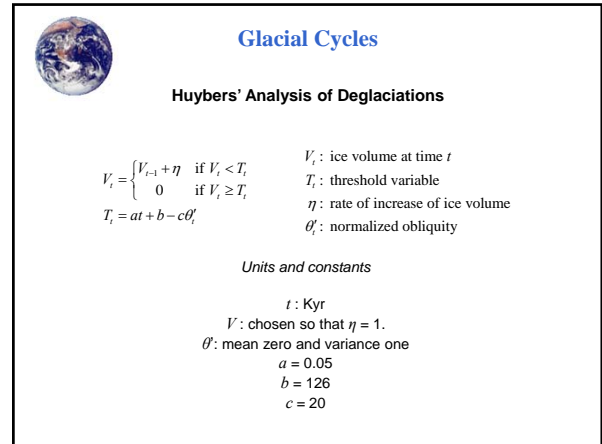 Glacial Cycles
Huybers' Analysis of Deglaciations
V_t = { V_{t-1} + η if V_t < T_t
0 if V_t ≥ T_t
T_t = at + b − cθ′_t
V_t : ice volume at time t
T_t : threshold variable
η : rate of increase of ice volume
θ′_t : normalized obliquity
Units and constants
t : Kyr
V : chosen so that η = 1.
θ′: mean zero and variance one
a = 0.05
b = 126
c = 20